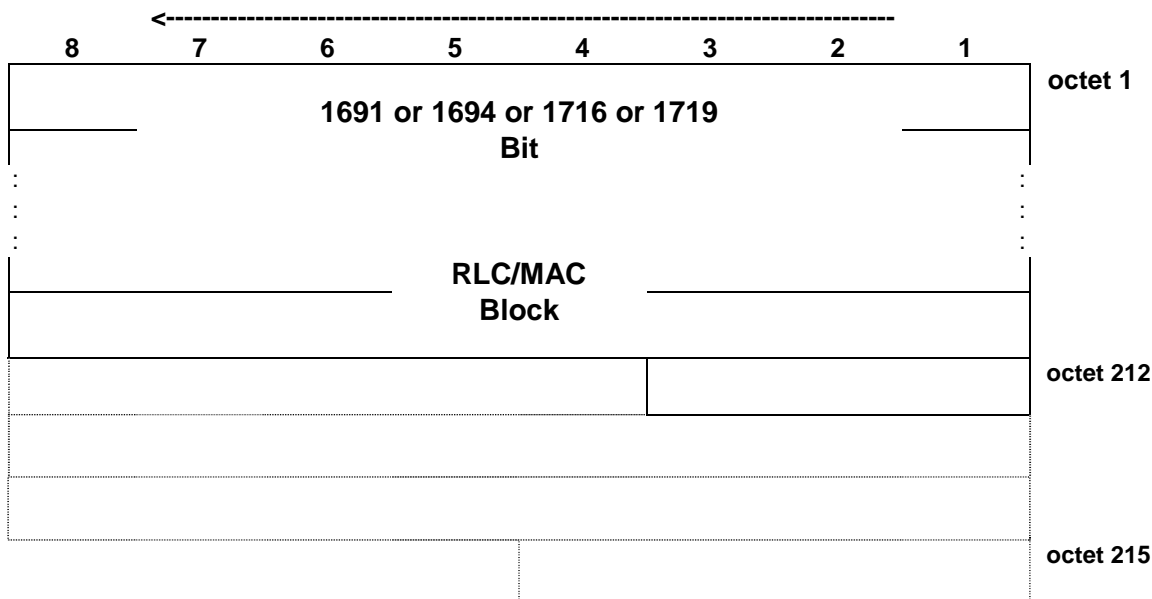 <---------------------------------------------------------------------------------
8 7 6 5 4 3 2 1
octet 1
1691 or 1694 or 1716 or 1719
Bit
: :
: :
: :
RLC/MAC
Block
octet 212
octet 215